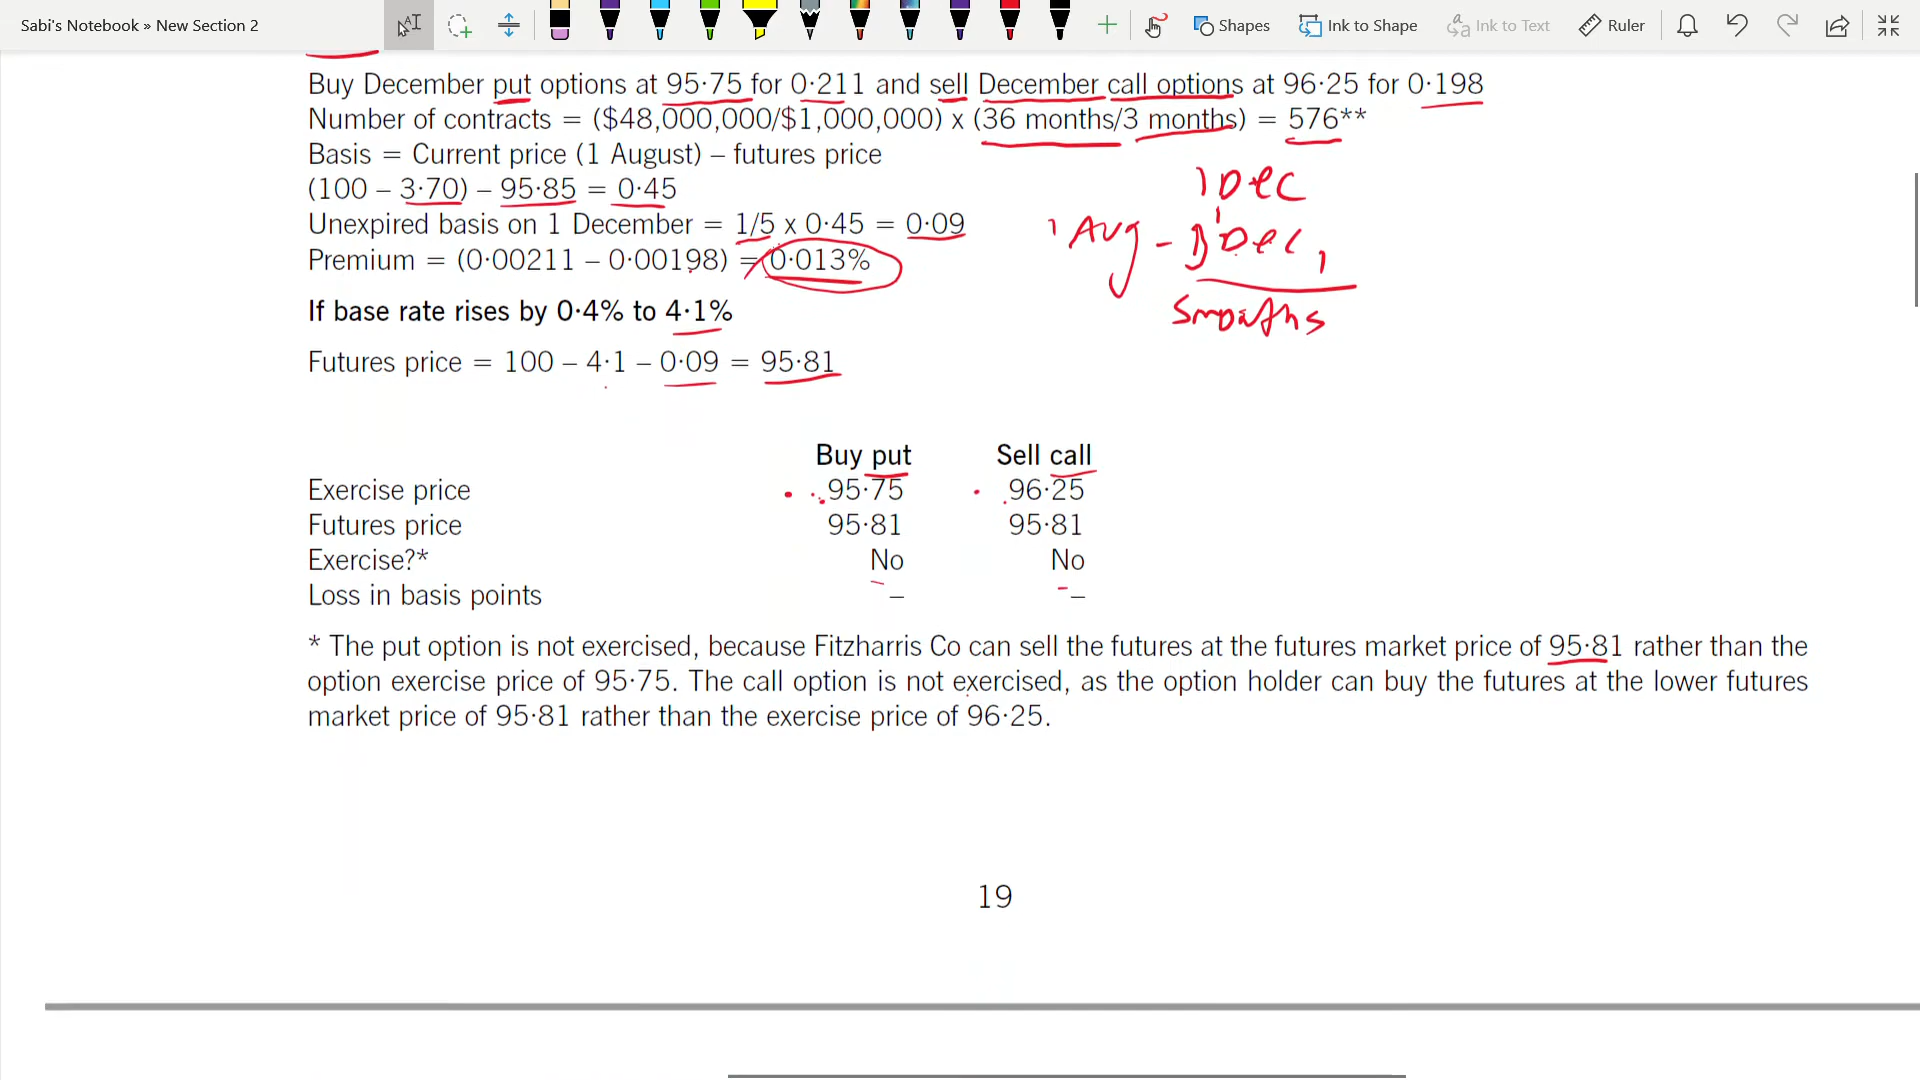 Sabi's Notebook » New Section 2
Shapes
Ink to Shape
Ink to Text
Ruler
Buy December put options at 95·75 for 0·211 and sell December call options at 96·25 for 0·198
Number of contracts = ($48,000,000/$1,000,000) x (36 months/3 months) = 576**
Basis = Current price (1 August) – futures price
(100 – 3·70) – 95·85 = 0·45
Unexpired basis on 1 December = 1/5 x 0·45 = 0·09
Premium = (0·00211 – 0·00198) = 0·013%
1 Dec
1 Aug -
Dec
5 months
If base rate rises by 0·4% to 4·1%
Futures price = 100 – 4·1 – 0·09 = 95·81
Buy put Sell call
Exercise price 95·75 96·25
Futures price 95·81 95·81
Exercise?* No No
Loss in basis points – –
* The put option is not exercised, because Fitzharris Co can sell the futures at the futures market price of 95·81 rather than the
option exercise price of 95·75. The call option is not exercised, as the option holder can buy the futures at the lower futures
market price of 95·81 rather than the exercise price of 96·25.
19